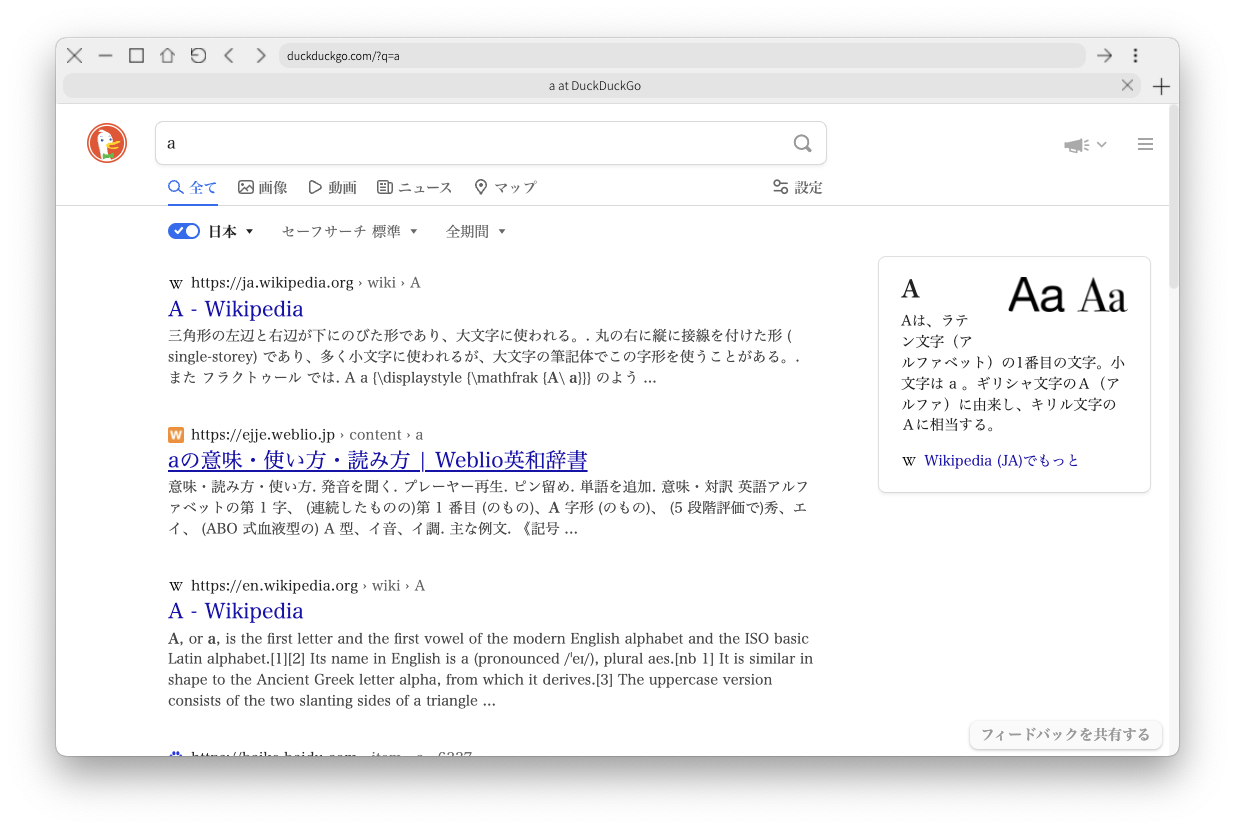 duckduckgo.com/?q=a
a at DuckDuckGo
a
全て 画像 動画 ニュース マップ 設定
日本 セーフサーチ 標準 全期間
https://ja.wikipedia.org › wiki › A
A - Wikipedia
三角形の左辺と右辺が下にのびた形であり、大文字に使われる。. 丸の右に縦に接線を付けた形 (
single-storey) であり、多く小文字に使われるが、大文字の筆記体でこの字形を使うことがある。.
また フラクトゥール では. A a {\displaystyle {\mathfrak {A\ a}}} のよう ...
https://ejje.weblio.jp › content › a
aの意味・使い方・読み方 | Weblio英和辞書
意味・読み方・使い方. 発音を聞く. プレーヤー再生. ピン留め. 単語を追加. 意味・対訳 英語アルフ
ァベットの第 1 字、 (連続したものの)第 1 番目 (のもの)、A 字形 (のもの)、 (5 段階評価で)秀、エ
イ、 (ABO 式血液型の) A 型、イ音、イ調. 主な例文. 《記号 ...
https://en.wikipedia.org › wiki › A
A - Wikipedia
A, or a, is the first letter and the first vowel of the modern English alphabet and the ISO basic
Latin alphabet.[1][2] Its name in English is a (pronounced /ˈeɪ/), plural aes.[nb 1] It is similar in
shape to the Ancient Greek letter alpha, from which it derives.[3] The uppercase version
consists of the two slanting sides of a triangle ...
A
Aa Aa
Aは、ラテ
ン文字（ア
ルファベット）の1番目の文字。小
文字は a 。ギリシャ文字のΑ（ア
ルファ）に由来し、キリル文字の
Аに相当する。
W Wikipedia (JA)でもっと
フィードバックを共有する